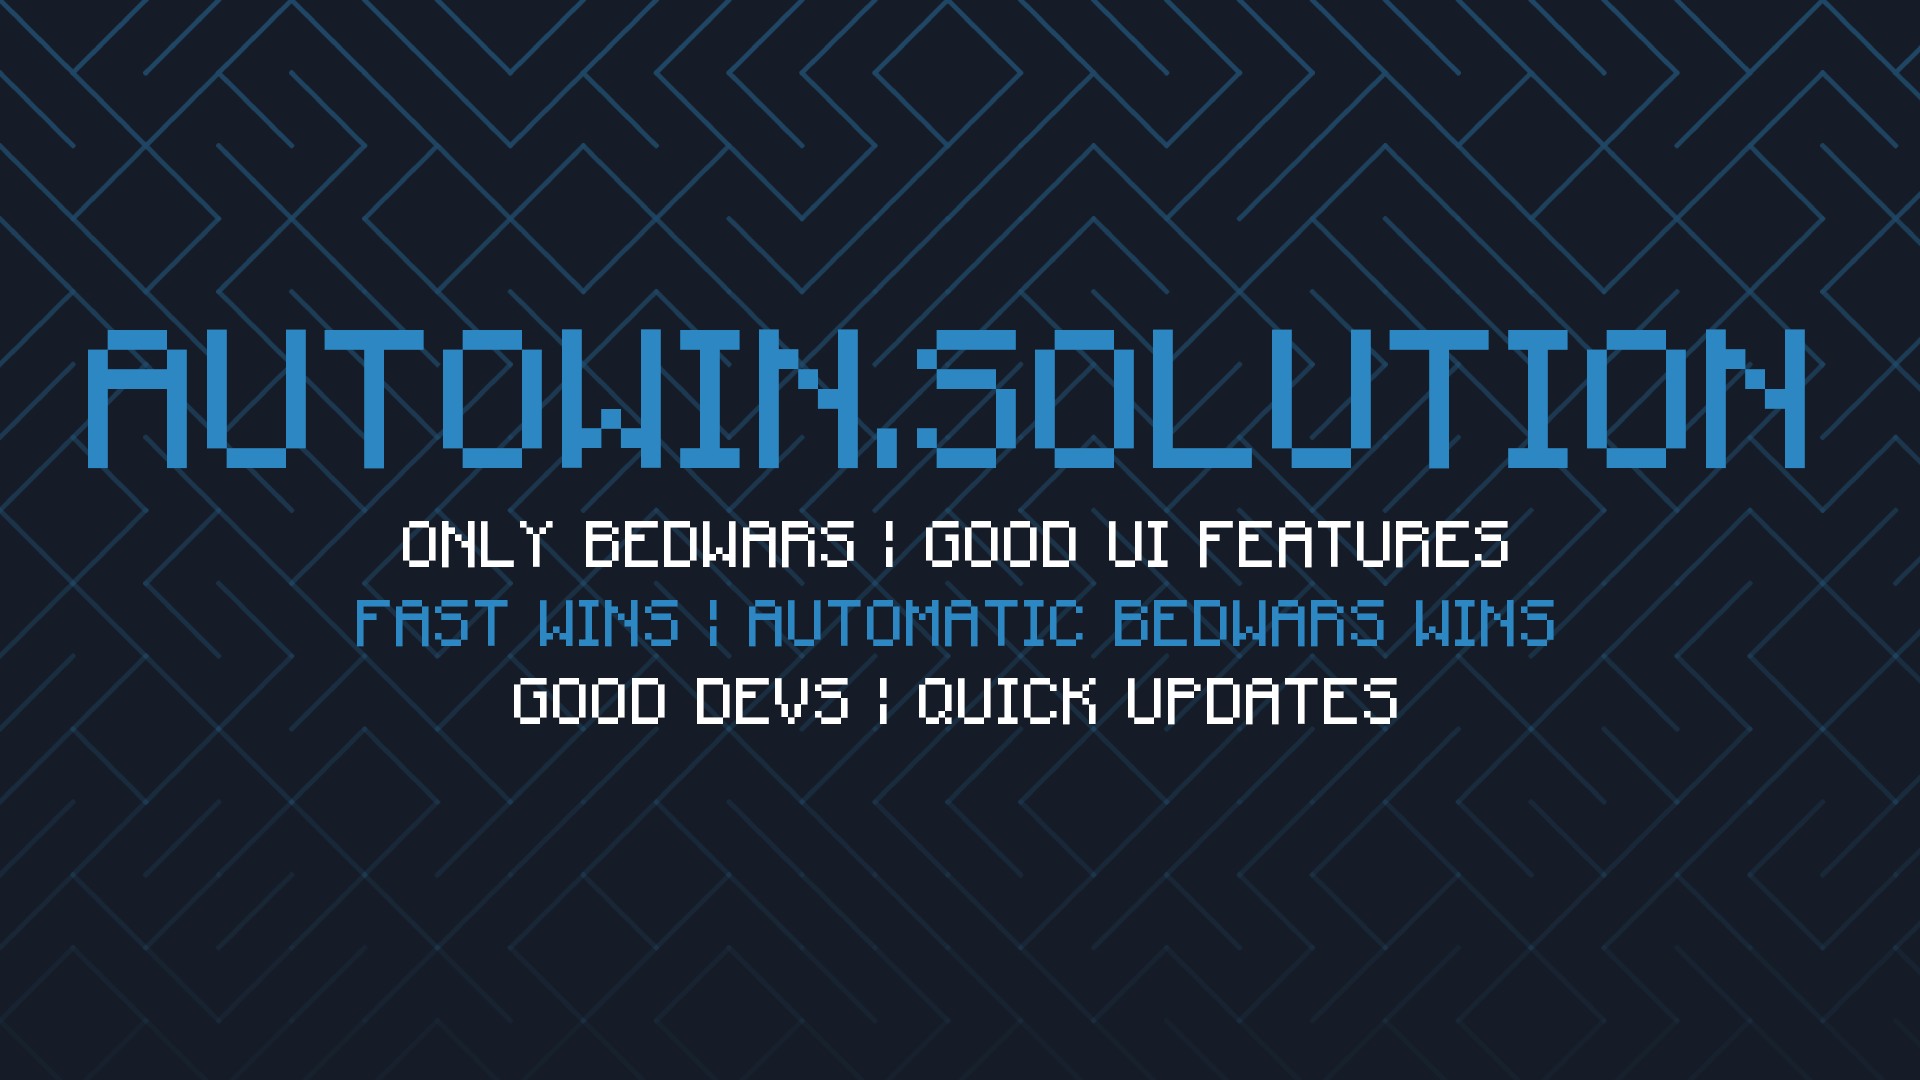 AUTOWIN.SOLUTION
ONLY BEDWARS | GOOD UI FEATURES
FAST WINS | AUTOMATIC BEDWARS WINS
GOOD DEVS | QUICK UPDATES